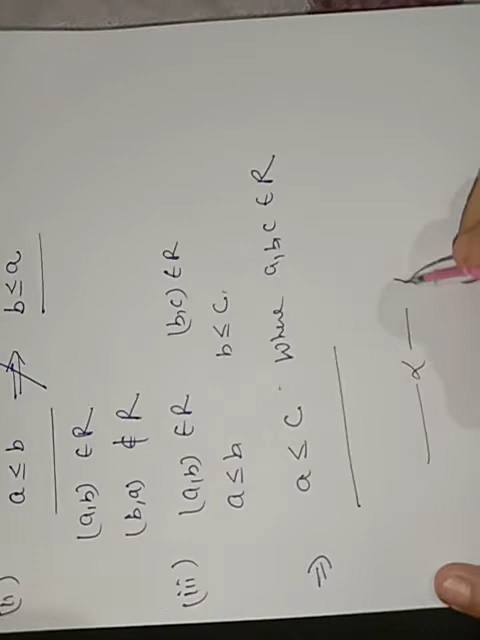 (ii) a ≤ b ⇏ b ≤ a
(a,b) ∈ R
(b,a) ∉ R
(iii) (a,b) ∈ R (b,c) ∈ R
a ≤ b b ≤ c.
⇒ a ≤ c. Where a,b,c ∈ R